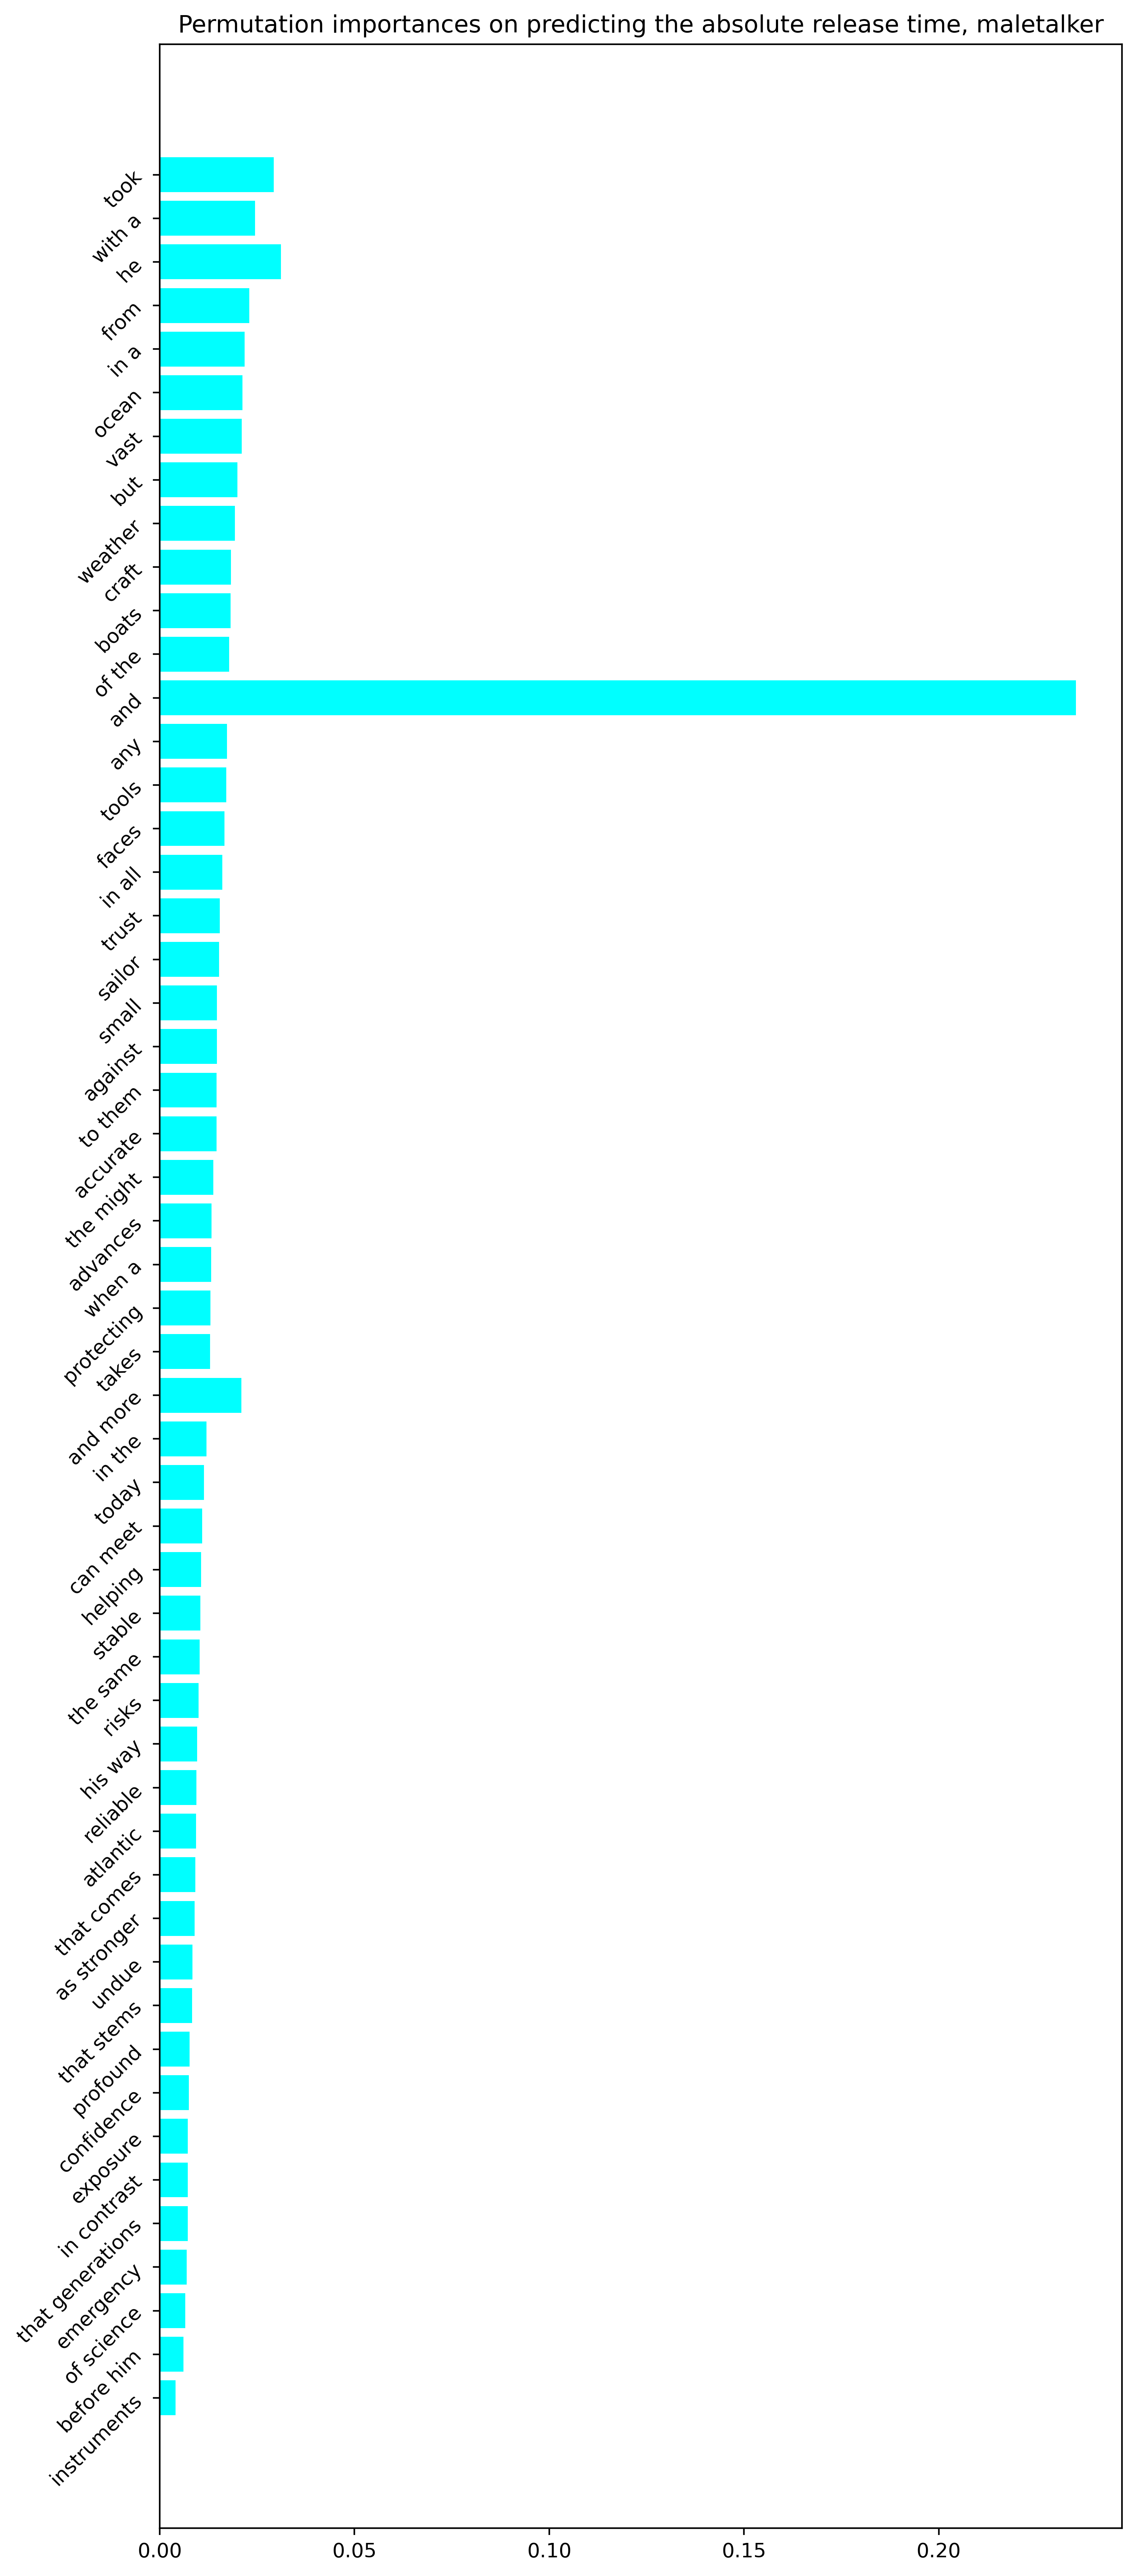 Permutation importances on predicting the absolute release time, maletalker
took
with a
he
from
in a
ocean
vast
but
weather
craft
boats
of the
and
any
tools
faces
in all
trust
sailor
small
against
to them
accurate
the might
advances
when a
protecting
takes
and more
in the
today
can meet
helping
stable
the same
risks
his way
reliable
atlantic
that comes
as stronger
undue
that stems
profound
confidence
exposure
in contrast
that generations
emergency
of science
before him
instruments
0.00 0.05 0.10 0.15 0.20